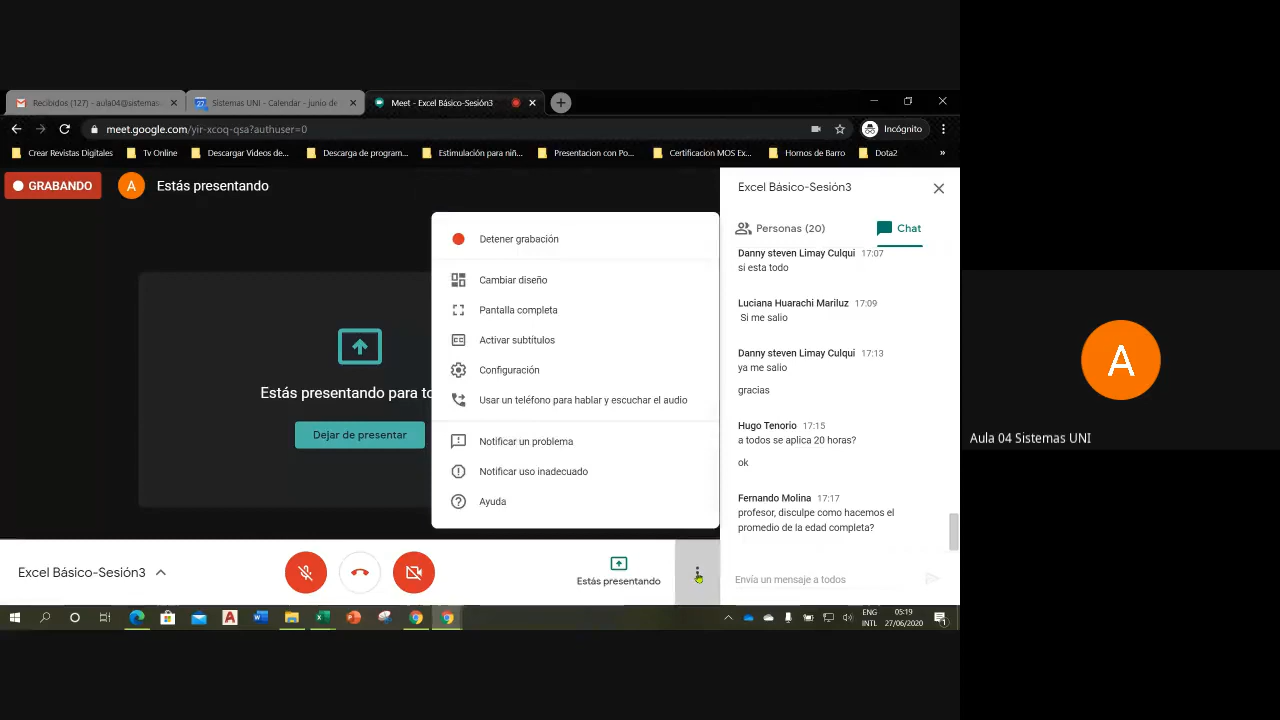 Recibidos (127) - aula04@sistemas
Sistemas UNI - Calendar - junio de
Meet - Excel Básico-Sesión3
meet.google.com/yir-xcoq-qsa?authuser=0
Incógnito
Crear Revistas Digitales
Tv Online
Descargar Videos de...
Descarga de program...
Estimulación para niñ...
Presentacion con Po...
Certificacion MOS Ex...
Hornos de Barro
Dota2
»
GRABANDO
A
Estás presentando
Estás presentando para to
Dejar de presentar
Detener grabación
Cambiar diseño
Pantalla completa
Activar subtítulos
Configuración
Usar un teléfono para hablar y escuchar el audio
Notificar un problema
Notificar uso inadecuado
Ayuda
Excel Básico-Sesión3
Personas (20)
Chat
Danny steven Limay Culqui 17:07
si esta todo
Luciana Huarachi Mariluz 17:09
Si me salio
Danny steven Limay Culqui 17:13
ya me salio
gracias
Hugo Tenorio 17:15
a todos se aplica 20 horas?
ok
Fernando Molina 17:17
profesor, disculpe como hacemos el
promedio de la edad completa?
Envía un mensaje a todos
Excel Básico-Sesión3
Estás presentando
ENG
INTL
05:19
27/06/2020
A
Aula 04 Sistemas UNI